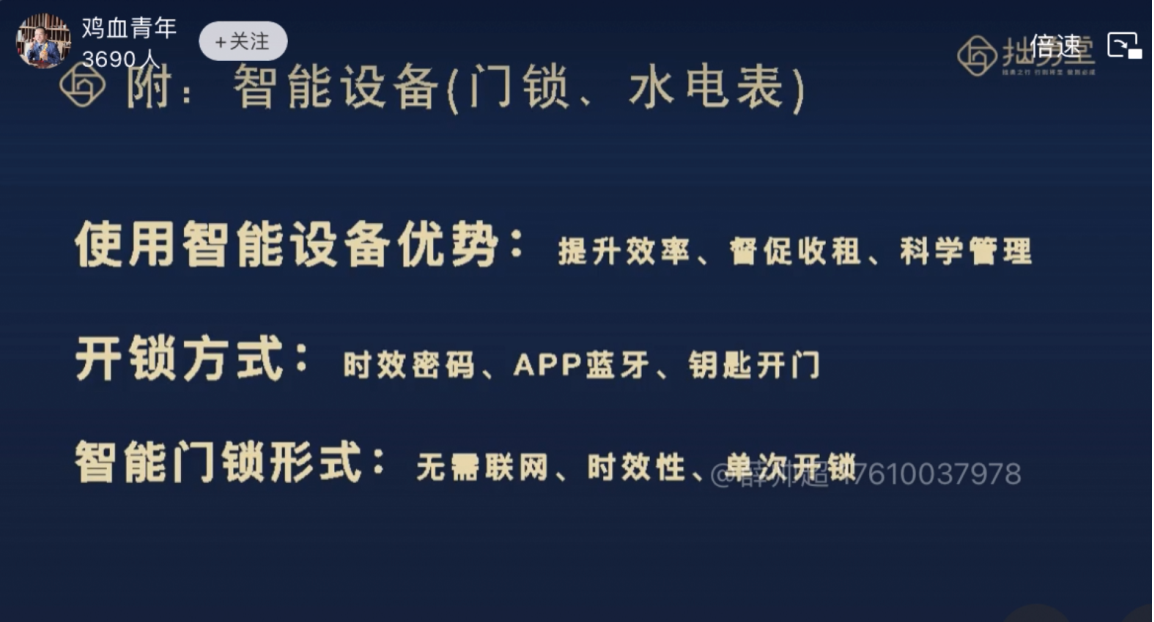 鸡血青年
+关注
3690人
倍速
附：智能设备(门锁、水电表)
使用智能设备优势：提升效率、督促收租、科学管理
开锁方式：时效密码、APP蓝牙、钥匙开门
智能门锁形式：无需联网、时效性、单次开锁
@薛帅超 17610037978